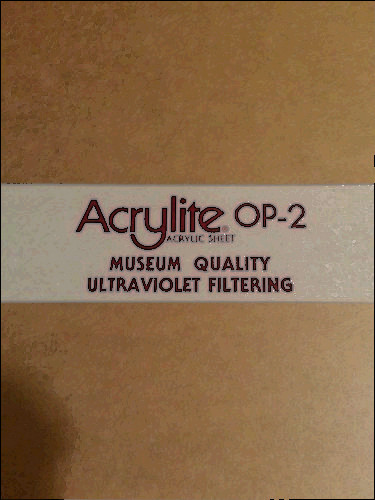 Acrylite® OP-2
ACRYLIC SHEET
MUSEUM QUALITY
ULTRAVIOLET FILTERING